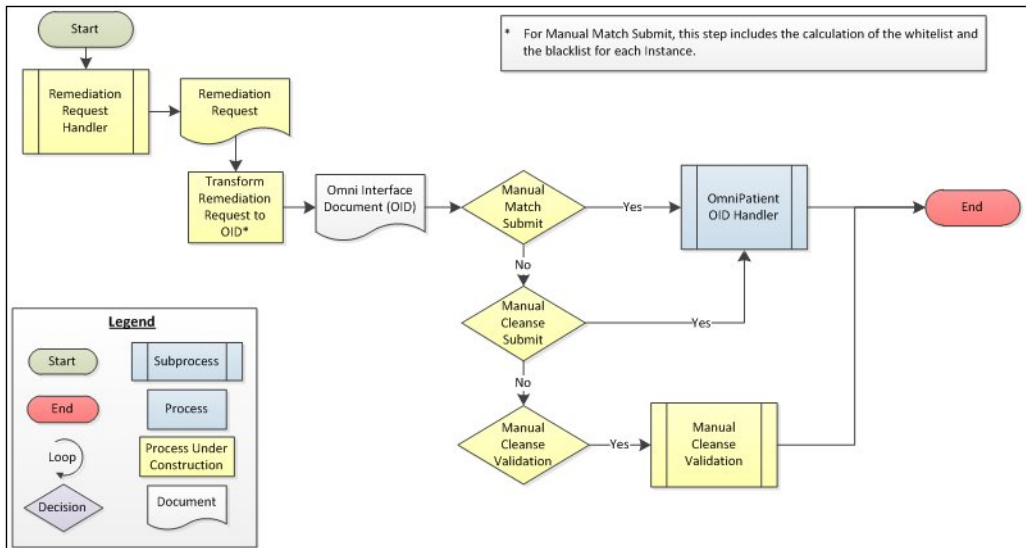 Start
* For Manual Match Submit, this step includes the calculation of the whitelist and
the blacklist for each Instance.
Remediation
Request
Handler
Remediation
Request
Transform
Remediation
Request to
OID*
Omni Interface
Document (OID)
Manual
Match
Submit
Yes
OmniPatient
OID Handler
End
No
Manual
Cleanse
Submit
Yes
No
Manual
Cleanse
Validation
Yes
Manual
Cleanse
Validation
Legend
Start
Subprocess
End
Process
Loop
Process Under
Construction
Decision
Document